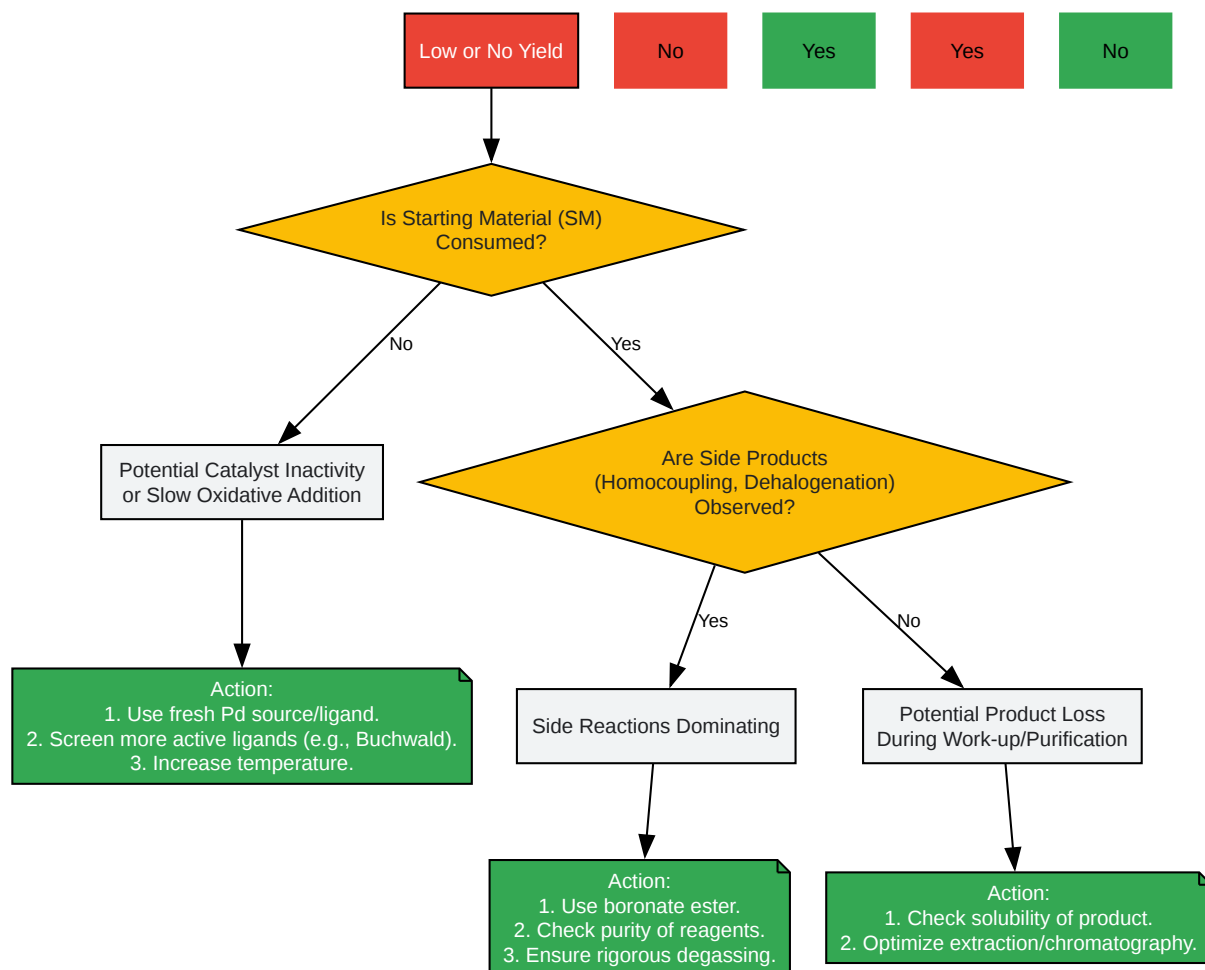 Low or No Yield
No
Yes
Yes
No
Is Starting Material (SM)
Consumed?
No
Yes
Are Side Products
(Homocoupling, Dehalogenation)
Observed?
Potential Catalyst Inactivity
or Slow Oxidative Addition
Yes
No
Action:
1. Use fresh Pd source/ligand.
2. Screen more active ligands (e.g., Buchwald).
3. Increase temperature.
Side Reactions Dominating
Potential Product Loss
During Work-up/Purification
Action:
1. Use boronate ester.
2. Check purity of reagents.
3. Ensure rigorous degassing.
Action:
1. Check solubility of product.
2. Optimize extraction/chromatography.